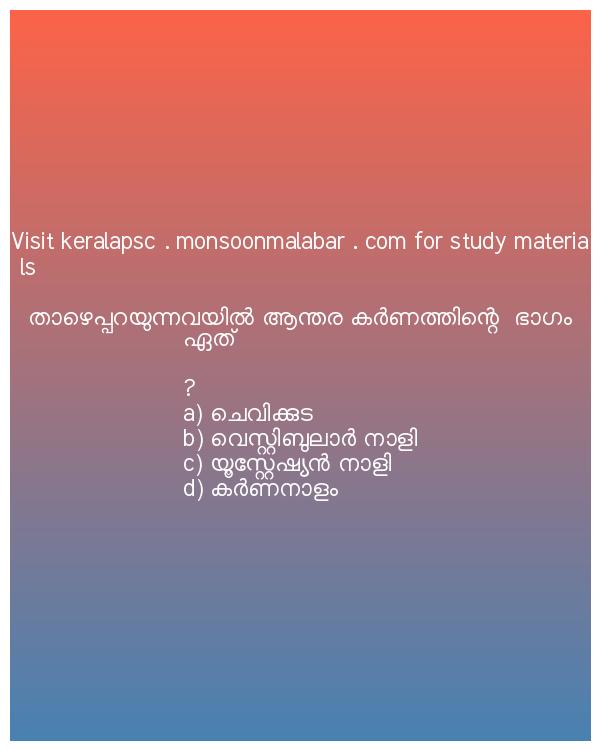 Visit keralapsc . monsoonmalabar . com for study materia
ls
താഴെപ്പറയുന്നവയിൽ ആന്തര കർണത്തിന്റെ ഭാഗം
ഏത്
?
a) ചെവിക്കുട
b) വെസ്റ്റിബുലാർ നാളി
c) യൂസ്റ്റേഷ്യൻ നാളി
d) കർണനാളം